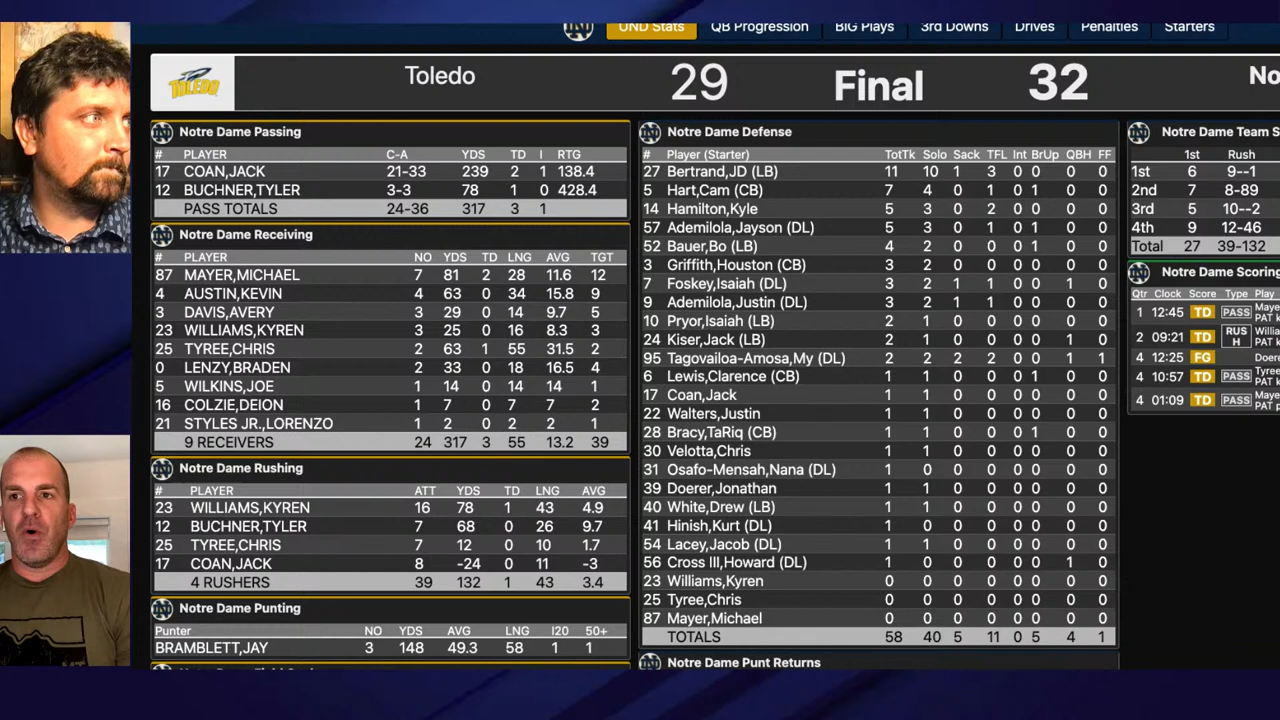 UND Stats QB Progression BIG Plays 3rd Downs Drives Penalties Starters
TOLEDO Toledo 29 Final 32 No
Notre Dame Passing
# PLAYER C-A YDS TD I RTG
17 COAN,JACK 21-33 239 2 1 138.4
12 BUCHNER,TYLER 3-3 78 1 0 428.4
PASS TOTALS 24-36 317 3 1
Notre Dame Receiving
# PLAYER NO YDS TD LNG AVG TGT
87 MAYER,MICHAEL 7 81 2 28 11.6 12
4 AUSTIN,KEVIN 4 63 0 34 15.8 9
3 DAVIS,AVERY 3 29 0 14 9.7 5
23 WILLIAMS,KYREN 3 25 0 16 8.3 3
25 TYREE,CHRIS 2 63 1 55 31.5 2
0 LENZY,BRADEN 2 33 0 18 16.5 4
5 WILKINS,JOE 1 14 0 14 14 1
16 COLZIE,DEION 1 7 0 7 7 2
21 STYLES JR.,LORENZO 1 2 0 2 2 1
9 RECEIVERS 24 317 3 55 13.2 39
Notre Dame Rushing
# PLAYER ATT YDS TD LNG AVG
23 WILLIAMS,KYREN 16 78 1 43 4.9
12 BUCHNER,TYLER 7 68 0 26 9.7
25 TYREE,CHRIS 7 12 0 10 1.7
17 COAN,JACK 8 -24 0 11 -3
4 RUSHERS 39 132 1 43 3.4
Notre Dame Punting
Punter NO YDS AVG LNG I20 50+
BRAMBLETT,JAY 3 148 49.3 58 1 1
Notre Dame Defense
# Player (Starter) TotTk Solo Sack TFL Int BrUp QBH FF
27 Bertrand,JD (LB) 11 10 1 3 0 0 0 0
5 Hart,Cam (CB) 7 4 0 1 0 1 0 0
14 Hamilton,Kyle 5 3 0 2 0 0 0 0
57 Ademilola,Jayson (DL) 5 3 0 1 0 1 0 0
52 Bauer,Bo (LB) 4 2 0 0 0 1 0 0
3 Griffith,Houston (CB) 3 2 0 0 0 0 0 0
7 Foskey,Isaiah (DL) 3 2 1 1 0 0 1 0
9 Ademilola,Justin (DL) 3 2 1 1 0 0 0 0
10 Pryor,Isaiah (LB) 2 1 0 0 0 0 0 0
24 Kiser,Jack (LB) 2 1 0 0 0 0 1 0
95 Tagovailoa-Amosa,My (DL) 2 2 2 2 0 0 1 1
6 Lewis,Clarence (CB) 1 1 0 0 0 1 0 0
17 Coan,Jack 1 1 0 0 0 0 0 0
22 Walters,Justin 1 1 0 0 0 0 0 0
28 Bracy,TaRiq (CB) 1 1 0 0 0 1 0 0
30 Velotta,Chris 1 1 0 0 0 0 0 0
31 Osafo-Mensah,Nana (DL) 1 0 0 0 0 0 0 0
39 Doerer,Jonathan 1 1 0 0 0 0 0 0
40 White,Drew (LB) 1 1 0 0 0 0 0 0
41 Hinish,Kurt (DL) 1 0 0 0 0 0 0 0
54 Lacey,Jacob (DL) 1 1 0 0 0 0 0 0
56 Cross III,Howard (DL) 1 0 0 0 0 0 1 0
23 Williams,Kyren 0 0 0 0 0 0 0 0
25 Tyree,Chris 0 0 0 0 0 0 0 0
87 Mayer,Michael 0 0 0 0 0 0 0 0
TOTALS 58 40 5 11 0 5 4 1
Notre Dame Punt Returns
Notre Dame Team S
1st Rush
1st 6 9--1
2nd 7 8-89
3rd 5 10--2
4th 9 12-46
Total 27 39-132
Notre Dame Scoring
Qtr Clock Score Type Play
1 12:45 TD PASS Maye
PAT k
2 09:21 TD RUS H Willia
PAT k
4 12:25 FG Doere
4 10:57 TD PASS Tyree
PAT k
4 01:09 TD PASS Maye
PAT p